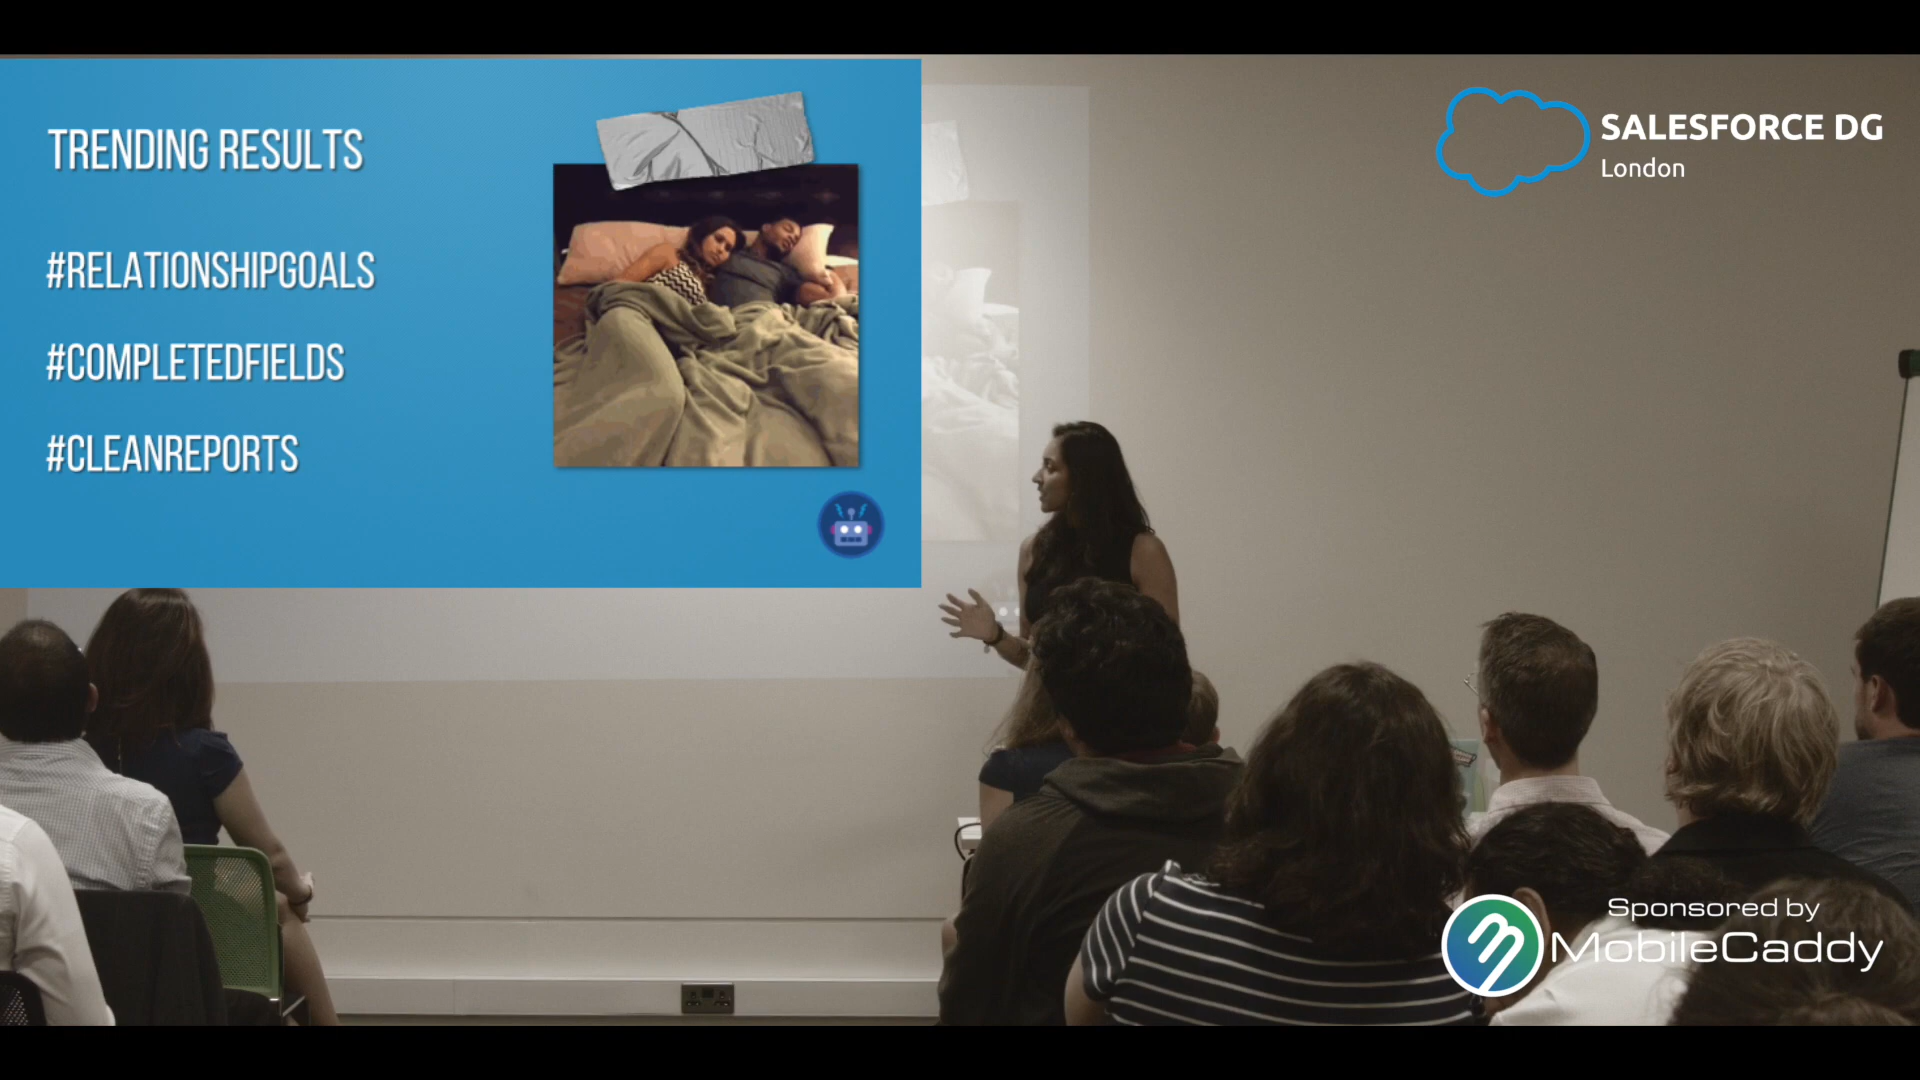 TRENDING RESULTS
#RELATIONSHIPGOALS
#COMPLETEDFIELDS
#CLEANREPORTS
SALESFORCE DG
London
Sponsored by
MobileCaddy